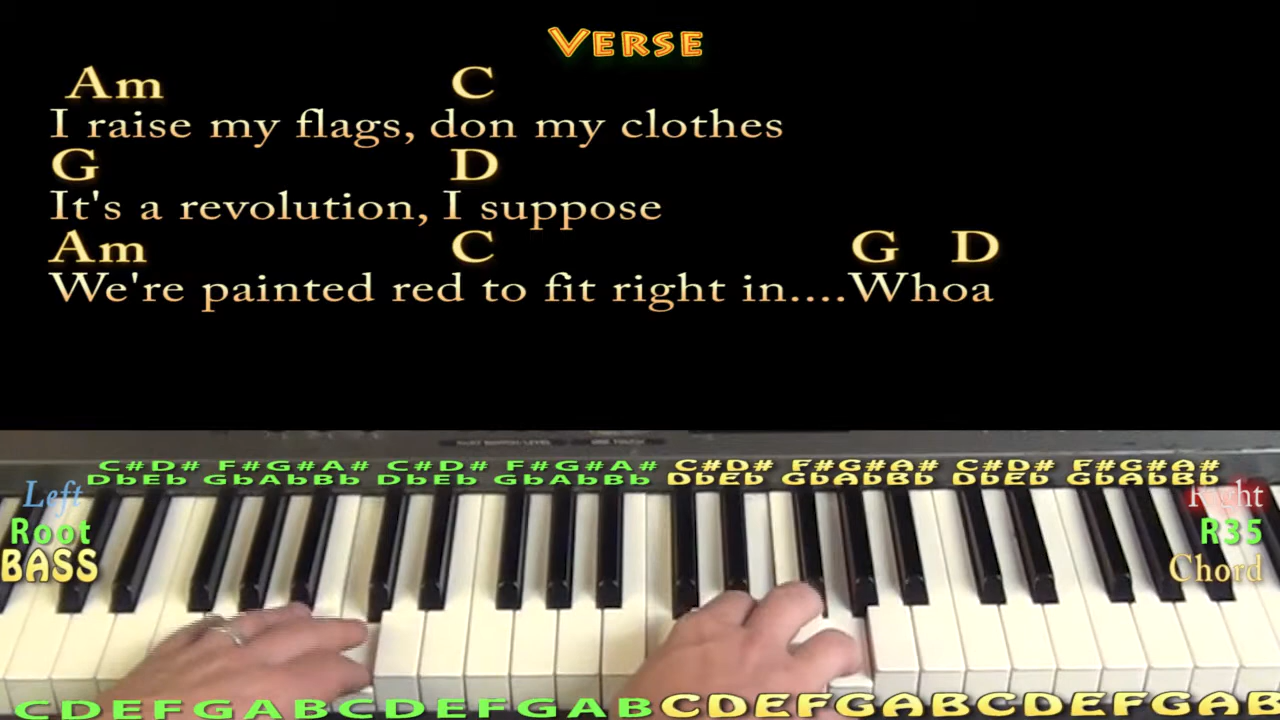 VERSE
Am C
I raise my flags, don my clothes
G D
It's a revolution, I suppose
Am C G D
We're painted red to fit right in....Whoa
C#D# F#G#A# C#D# F#G#A# C#D# F#G#A# C#D# F#G#A#
DbEb GbAbBb DbEb GbAbBb DbEb GbAbBb DbEb GbAbBb
Left Right
Root R35
BASS Chord
CDEFGABCDEFGABCDEFGABCDEFGAB